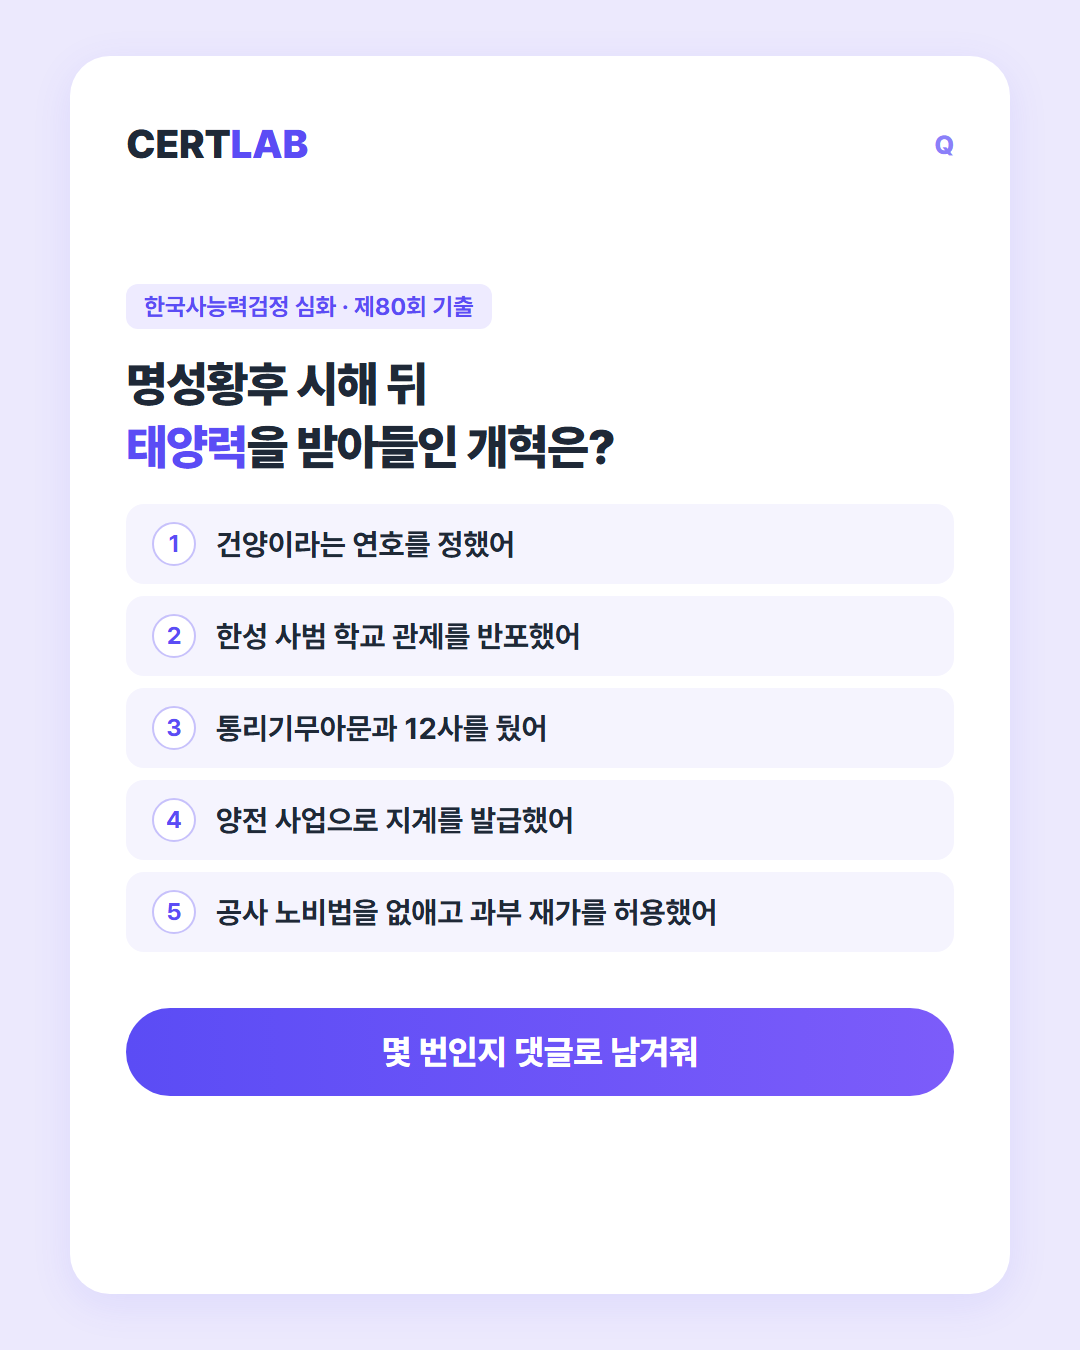 CERTLAB
Q
한국사능력검정 심화 · 제80회 기출
명성황후 시해 뒤
태양력을 받아들인 개혁은?
1 건양이라는 연호를 정했어
2 한성 사범 학교 관제를 반포했어
3 통리기무아문과 12사를 뒀어
4 양전 사업으로 지계를 발급했어
5 공사 노비법을 없애고 과부 재가를 허용했어
몇 번인지 댓글로 남겨줘